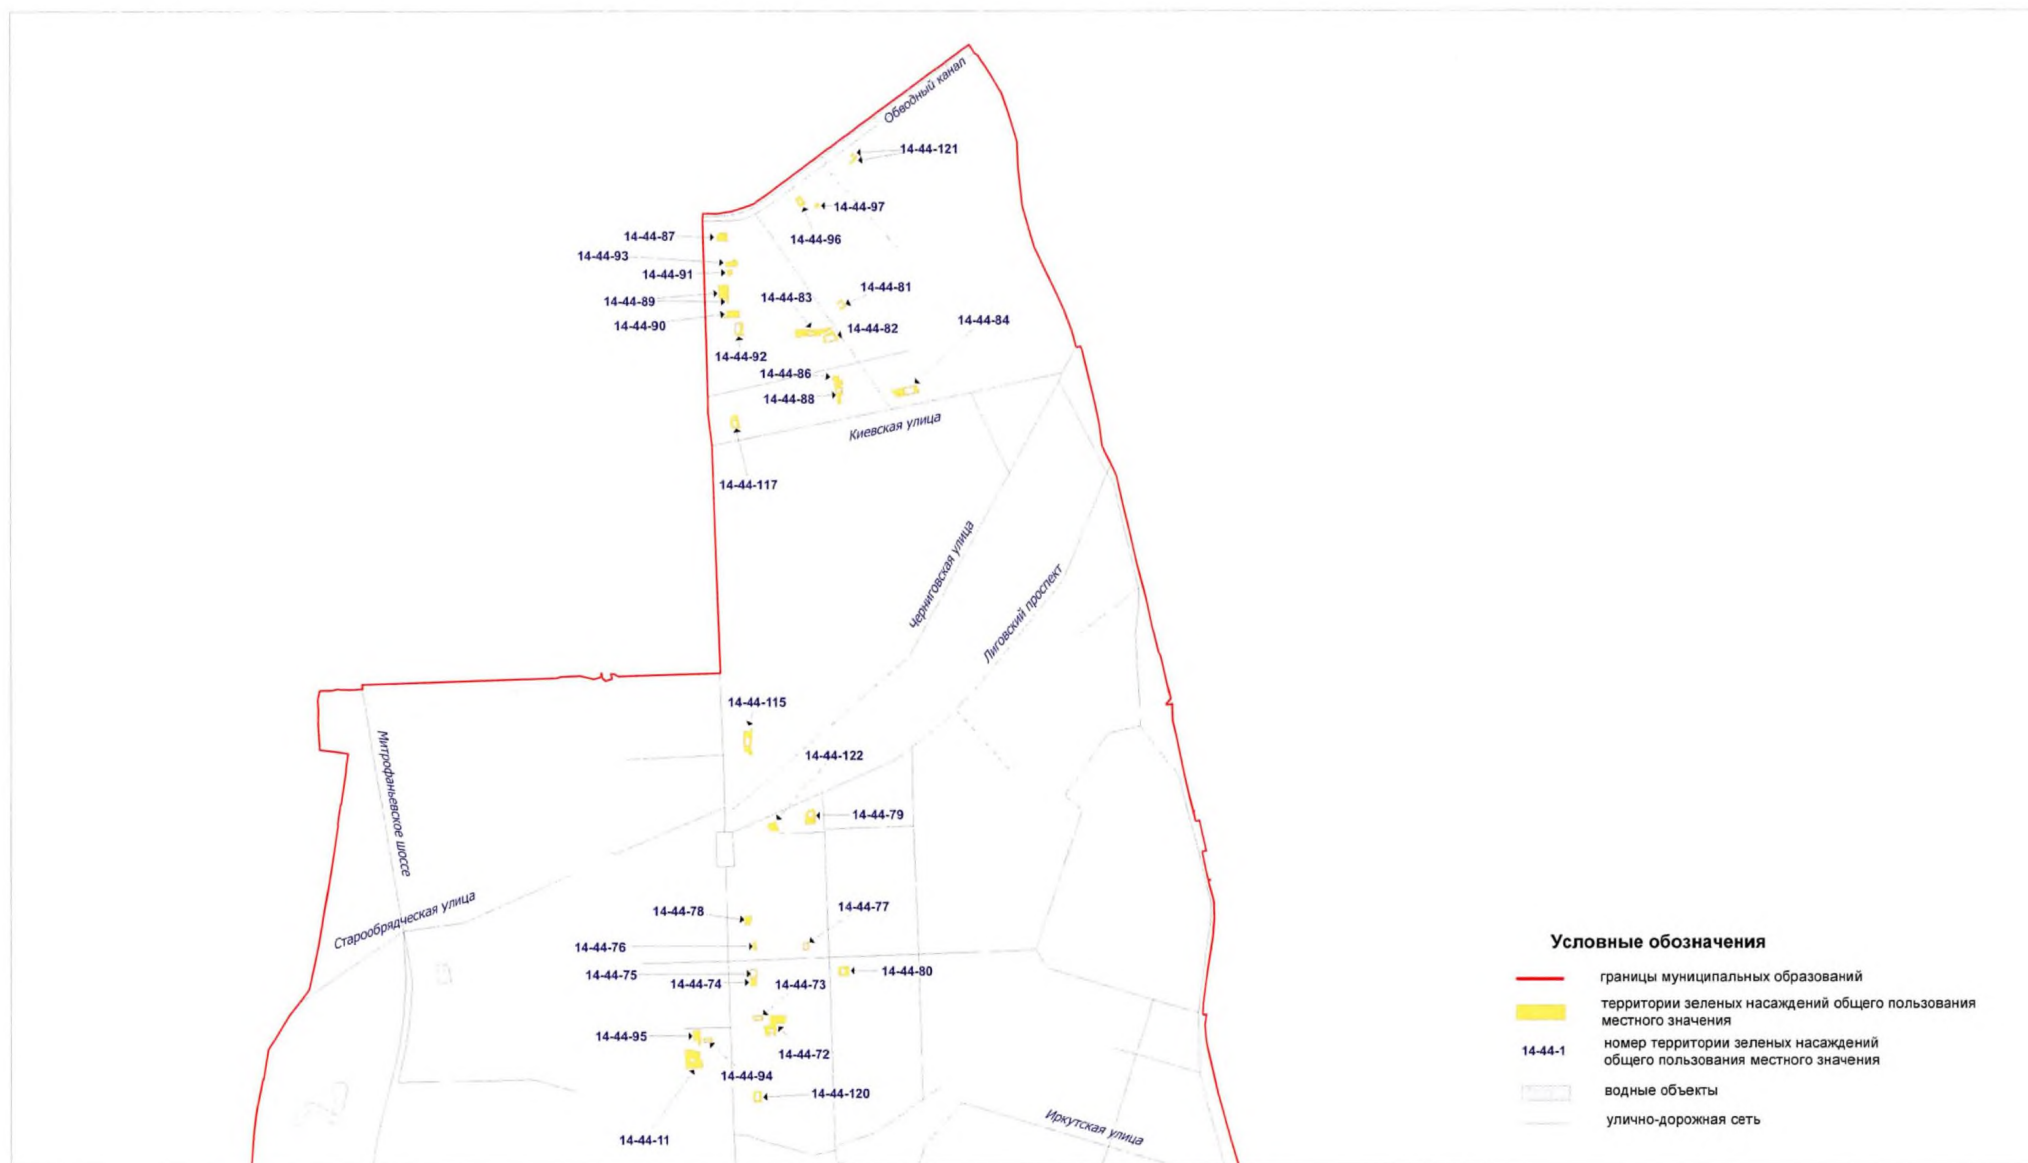 Обводный канал
14-44-121
14-44-97
14-44-87
14-44-96
14-44-93
14-44-91
14-44-81
14-44-83
14-44-89
14-44-84
14-44-90
14-44-82
14-44-92
14-44-86
14-44-88
Киевская улица
14-44-117
Черниговская улица
Лиговский проспект
14-44-115
Митрофаньевское шоссе
14-44-122
14-44-79
Старообрядческая улица
14-44-78
14-44-77
14-44-76
14-44-75
14-44-74
14-44-73
14-44-80
14-44-95
14-44-72
14-44-94
14-44-120
14-44-11
Иркутская улица
Условные обозначения
границы муниципальных образований
территории зеленых насаждений общего пользования
местного значения
14-44-1
номер территории зеленых насаждений
общего пользования местного значения
водные объекты
улично-дорожная сеть